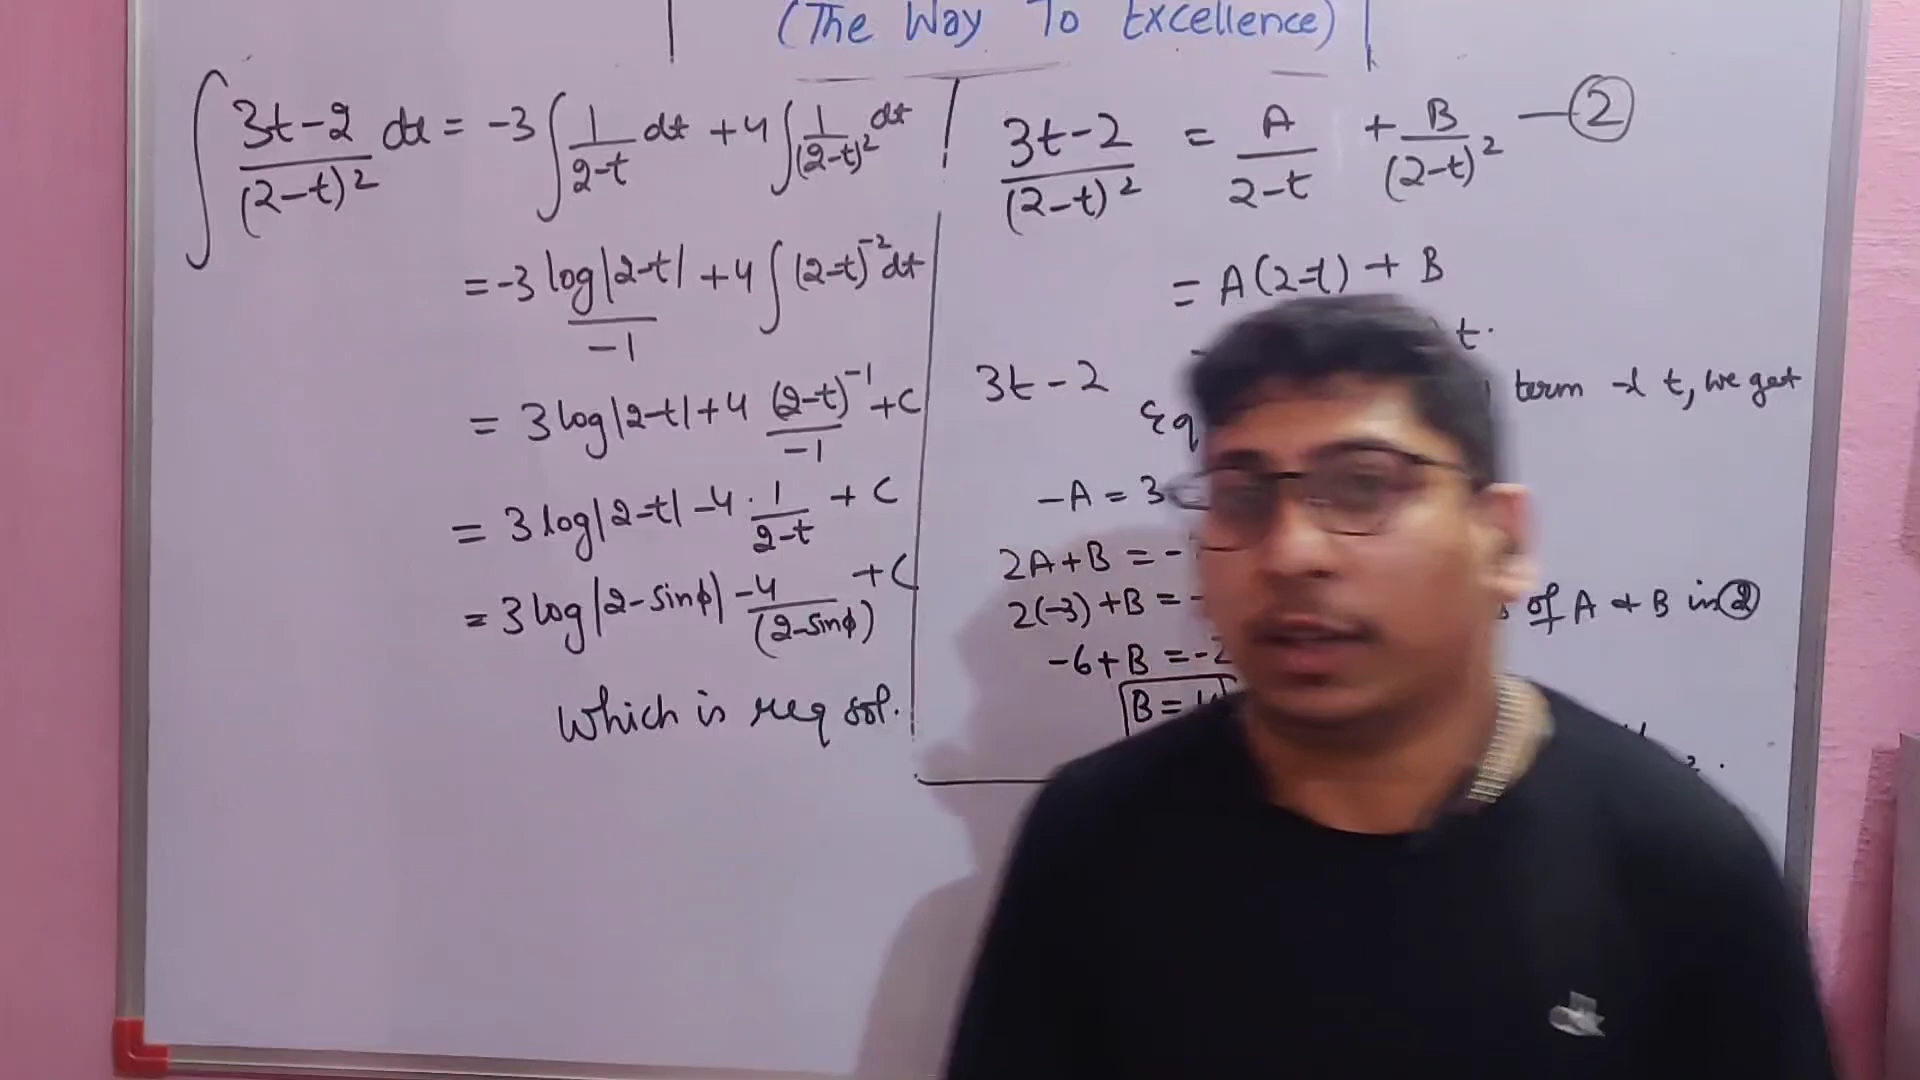 (The Way To Excellence)
∫ 3t-2/(2-t)² dx = -3∫ 1/2-t dt + 4∫ 1/(2-t)² dt
= -3 log|2-t|/-1 + 4∫(2-t)⁻² dt
= 3 log|2-t| + 4 (2-t)⁻¹/-1 + C
= 3 log|2-t| - 4 · 1/2-t + C
= 3 log|2-sinϕ| - 4/(2-sinϕ) + C
Which is req sol.
3t-2/(2-t)² = A/2-t + B/(2-t)² — ②
= A(2-t) + B
t.
3t-2
term t, we get
-A = 3
2A+B = -
2(-3)+B = -
of A & B in ②
-6+B = -2
B = 4